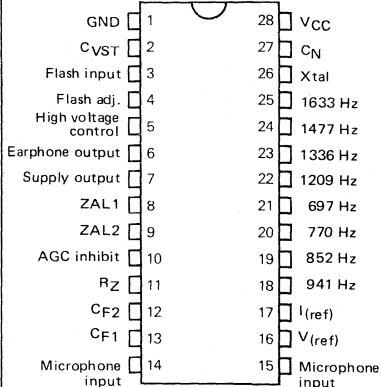 GND 1 28 VCC
CVST 2 27 CN
Flash input 3 26 Xtal
Flash adj. 4 25 1633 Hz
High voltage
control 5 24 1477 Hz
Earphone output 6 23 1336 Hz
Supply output 7 22 1209 Hz
ZAL1 8 21 697 Hz
ZAL2 9 20 770 Hz
AGC inhibit 10 19 852 Hz
RZ 11 18 941 Hz
CF2 12 17 I(ref)
CF1 13 16 V(ref)
Microphone 14 15 Microphone
input input